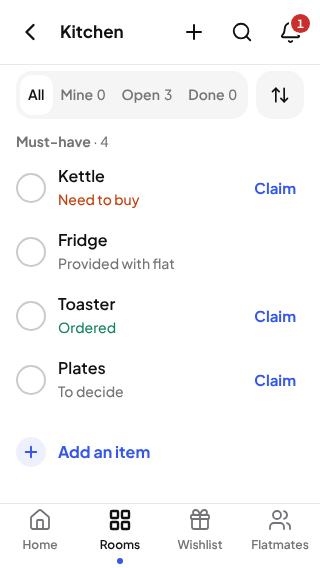 Kitchen
1
All
Mine 0
Open 3
Done 0
Must-have · 4
Kettle
Need to buy
Claim
Fridge
Provided with flat
Toaster
Ordered
Claim
Plates
To decide
Claim
Add an item
Home
Rooms
Wishlist
Flatmates